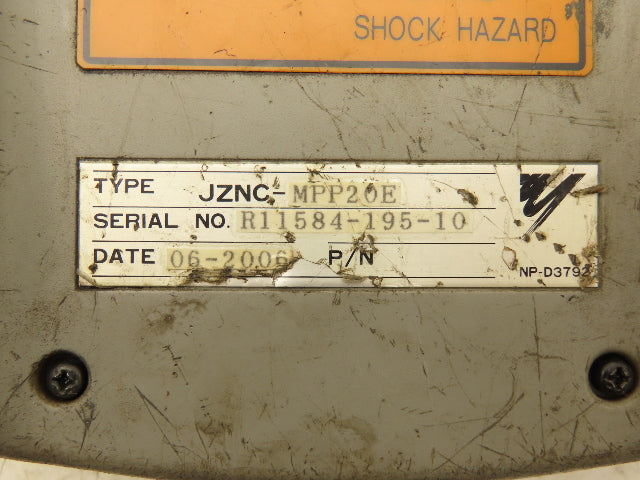 SHOCK HAZARD
TYPE JZNC-MPP20E
SERIAL NO. R11584-195-10
DATE 06-2006 P/N
NP-D3792